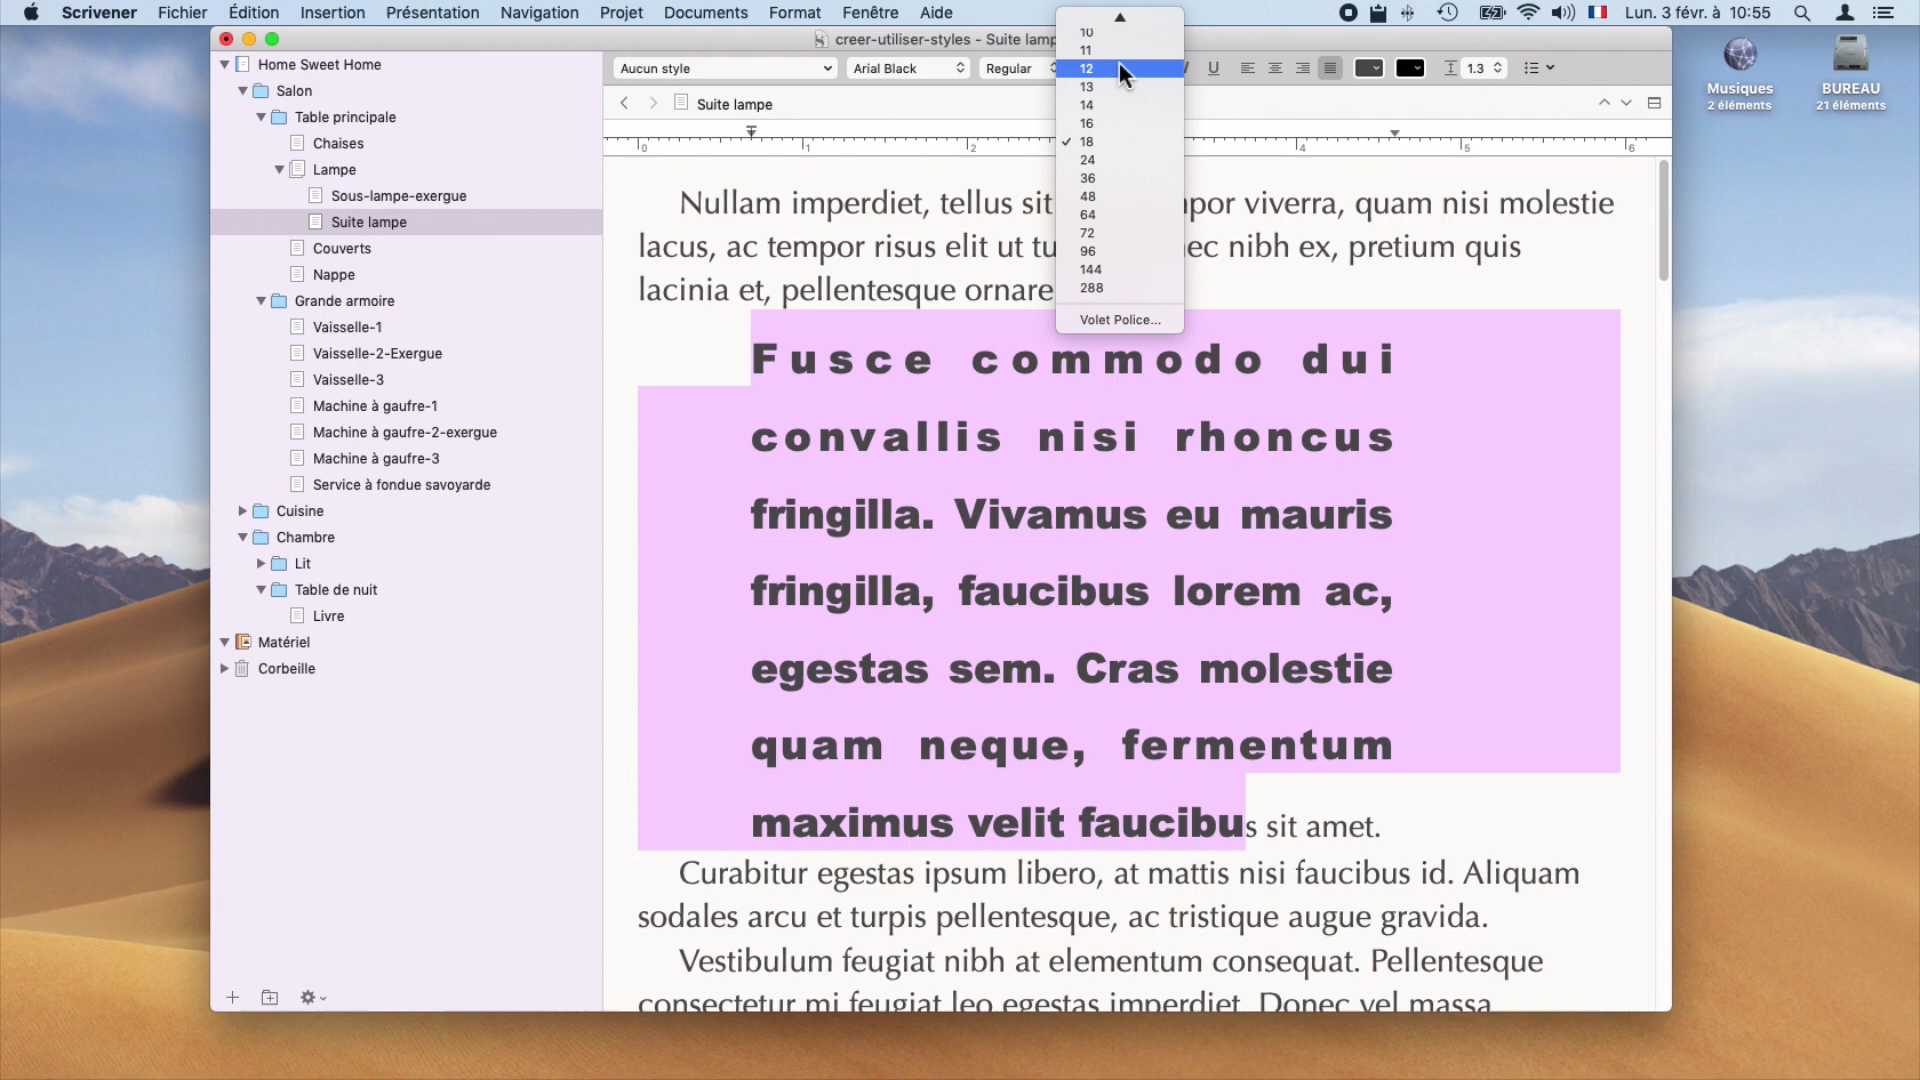 Scrivener Fichier Édition Insertion Présentation Navigation Projet Documents Format Fenêtre Aide
Lun. 3 févr. à 10:55
creer-utiliser-styles - Suite lamp
Aucun style
Arial Black
Regular
U
1.3
Suite lampe
0 1 2 4 5 6
10
11
12
13
14
16
18
24
36
48
64
72
96
144
288
Volet Police...
Home Sweet Home
Salon
Table principale
Chaises
Lampe
Sous-lampe-exergue
Suite lampe
Couverts
Nappe
Grande armoire
Vaisselle-1
Vaisselle-2-Exergue
Vaisselle-3
Machine à gaufre-1
Machine à gaufre-2-exergue
Machine à gaufre-3
Service à fondue savoyarde
Cuisine
Chambre
Lit
Table de nuit
Livre
Matériel
Corbeille
Nullam imperdiet, tellus sit por viverra, quam nisi molestie
lacus, ac tempor risus elit ut tu ec nibh ex, pretium quis
lacinia et, pellentesque ornare
Fusce commodo dui
convallis nisi rhoncus
fringilla. Vivamus eu mauris
fringilla, faucibus lorem ac,
egestas sem. Cras molestie
quam neque, fermentum
maximus velit faucibus sit amet.
Curabitur egestas ipsum libero, at mattis nisi faucibus id. Aliquam
sodales arcu et turpis pellentesque, ac tristique augue gravida.
Vestibulum feugiat nibh at elementum consequat. Pellentesque
consectetur mi feugiat leo egestas imperdiet. Donec vel massa
Musiques
2 éléments
BUREAU
21 éléments